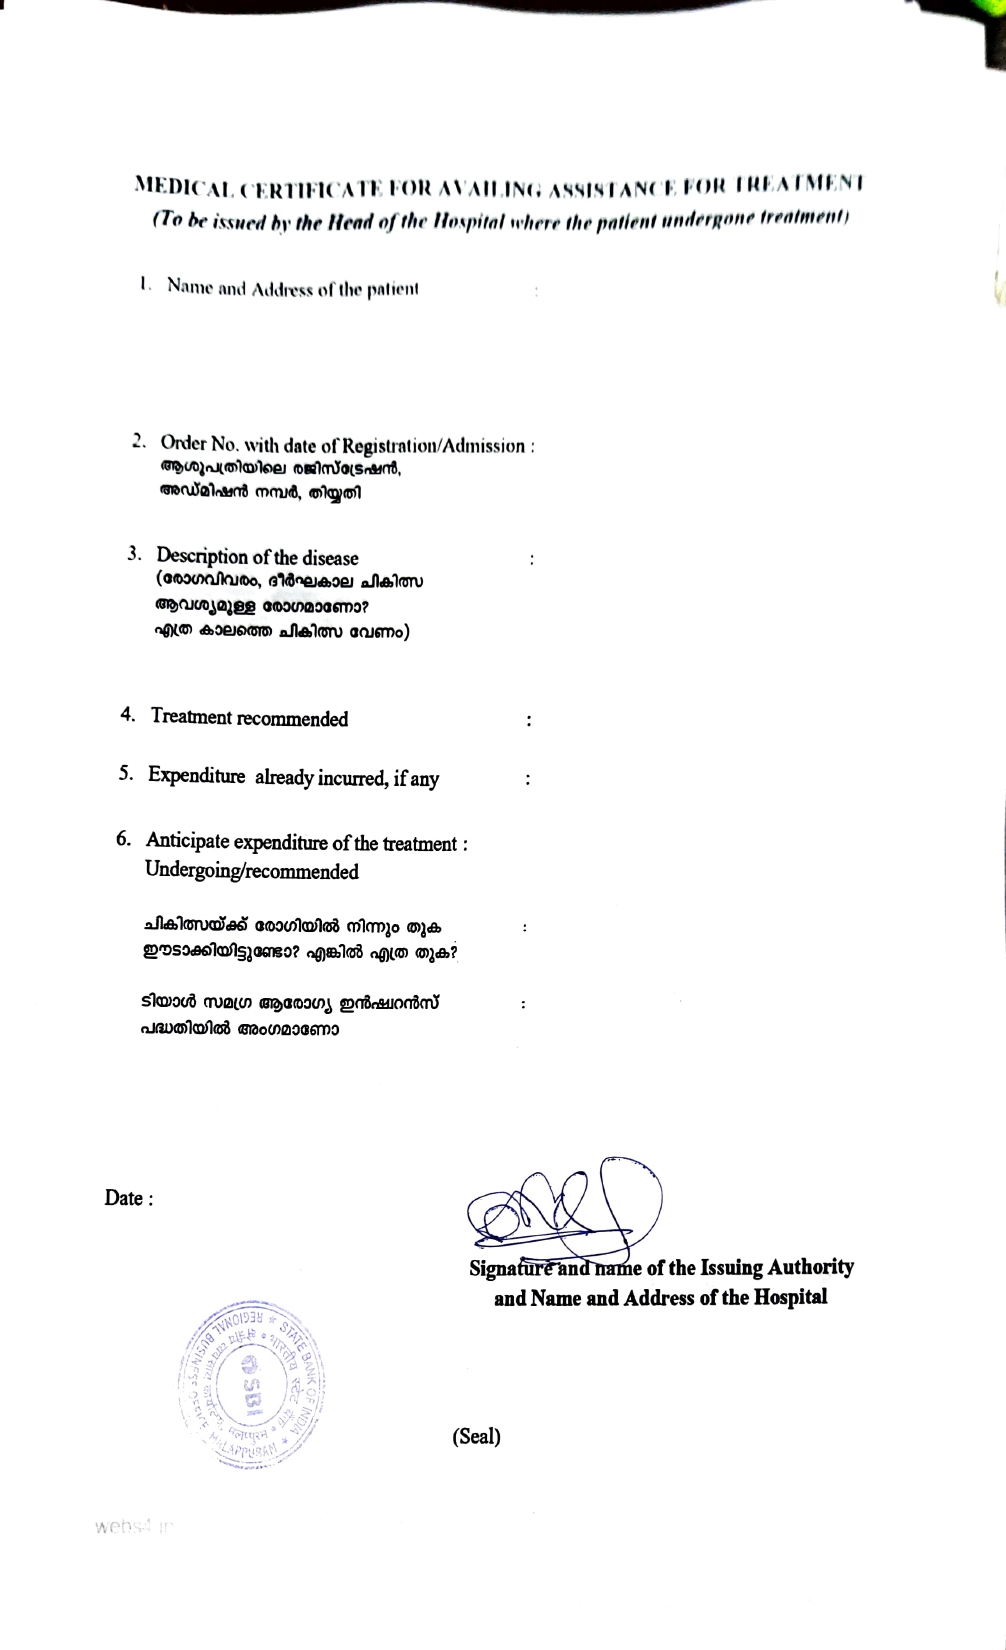 MEDICAL CERTIFICATE FOR AVAILING ASSISTANCE FOR TREATMENT
(To be issued by the Head of the Hospital where the patient undergone treatment)
1. Name and Address of the patient :
2. Order No. with date of Registration/Admission :
ആശുപത്രിയിലെ രജിസ്ട്രേഷൻ,
അഡ്മിഷൻ നമ്പർ, തിയ്യതി
3. Description of the disease :
(രോഗവിവരം, ദീർഘകാല ചികിത്സ
ആവശ്യമുള്ള രോഗമാണോ?
എത്ര കാലത്തെ ചികിത്സ വേണം)
4. Treatment recommended :
5. Expenditure already incurred, if any :
6. Anticipate expenditure of the treatment :
Undergoing/recommended
ചികിത്സയ്ക്ക് രോഗിയിൽ നിന്നും തുക :
ഈടാക്കിയിട്ടുണ്ടോ? എങ്കിൽ എത്ര തുക?
ടിയാൾ സമഗ്ര ആരോഗ്യ ഇൻഷുറൻസ് :
പദ്ധതിയിൽ അംഗമാണോ
Date :
Signature and name of the Issuing Authority
and Name and Address of the Hospital
STATE BANK OF INDIA
REGIONAL BUSINESS OFFICE MALAPPURAM
भारतीय स्टेट बैंक
SBI
(Seal)
webs4.in